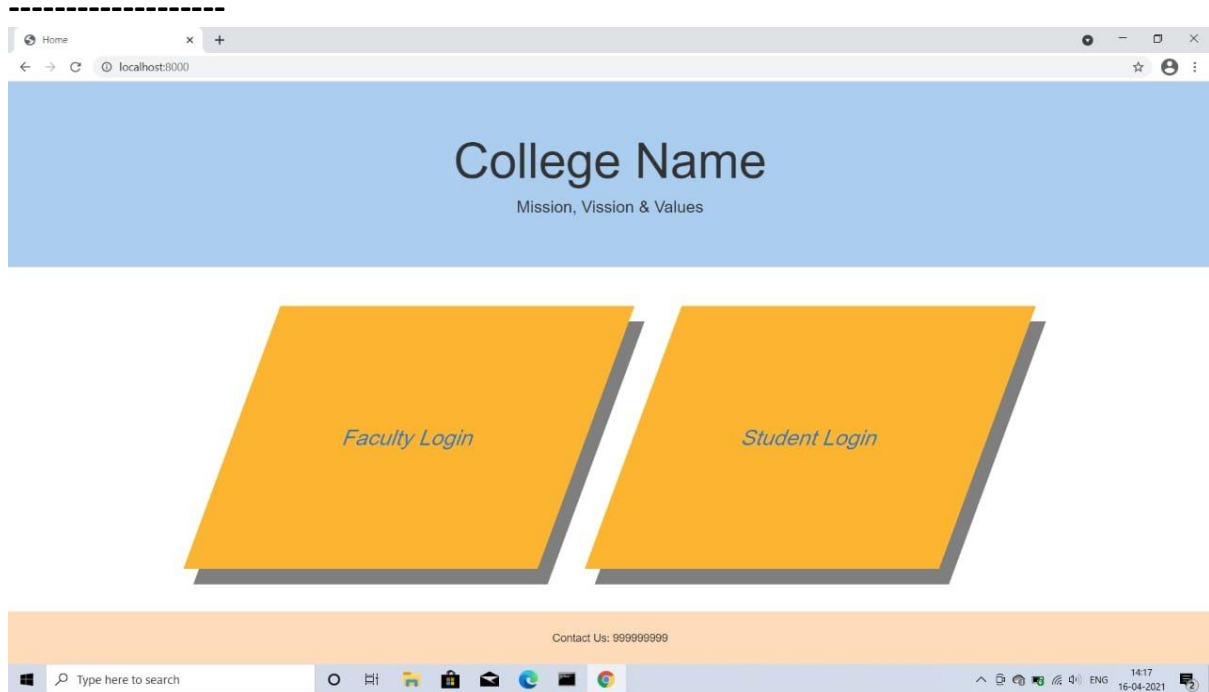 -------------------
Home
localhost:8000
College Name
Mission, Vission & Values
Faculty Login Student Login
Contact Us: 999999999
Type here to search
ENG
14:17
16-04-2021
2